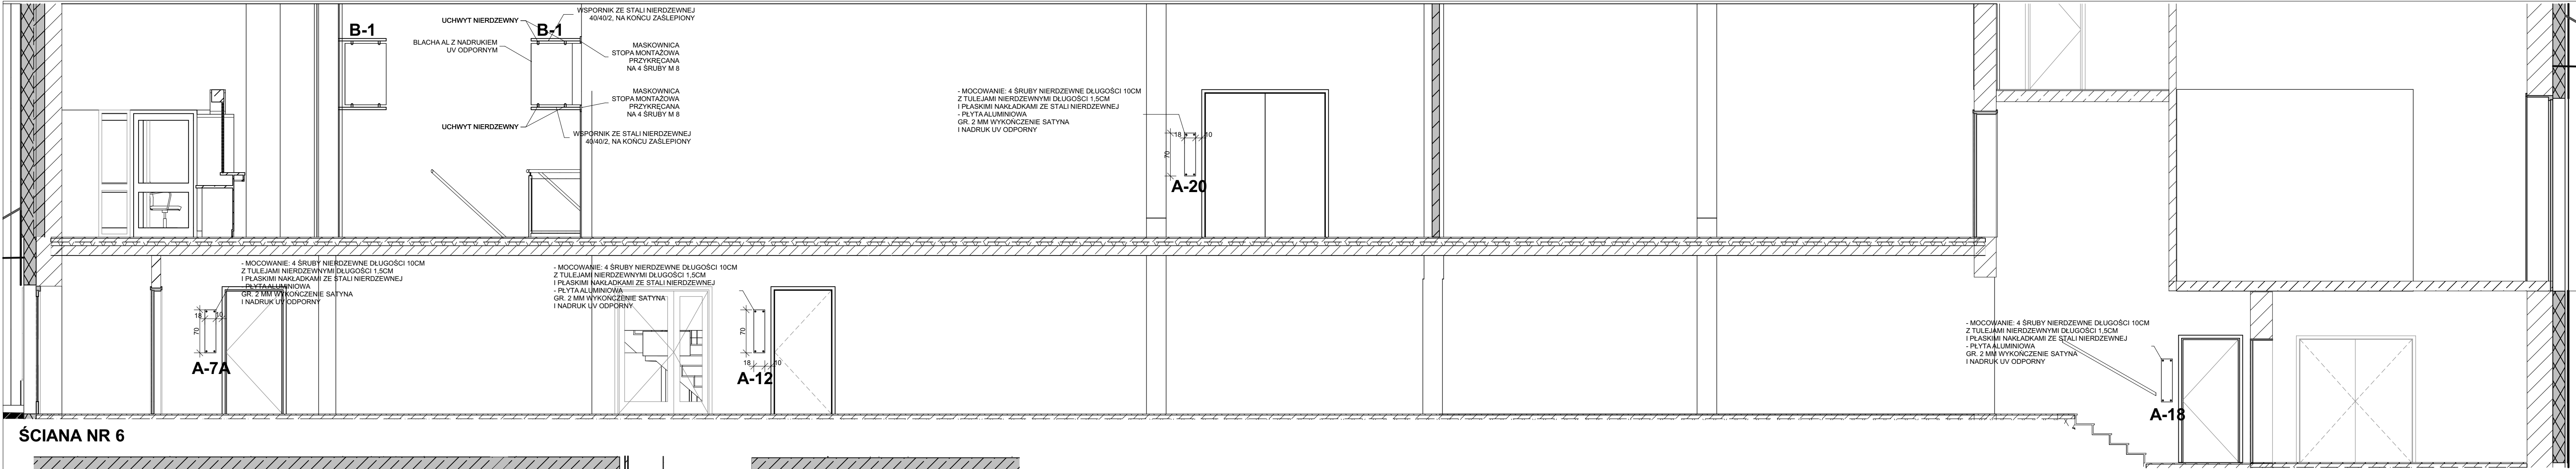 WSPORNIK ZE STALI NIERDZEWNEJ
40/40/2, NA KOŃCU ZAŚLEPIONY
UCHWYT NIERDZEWNY
B-1
B-1
BLACHA AL Z NADRUKIEM
UV ODPORNYM
MASKOWNICA
STOPA MONTAŻOWA
PRZYKRĘCANA
NA 4 ŚRUBY M 8
MASKOWNICA
STOPA MONTAŻOWA
PRZYKRĘCANA
NA 4 ŚRUBY M 8
UCHWYT NIERDZEWNY
WSPORNIK ZE STALI NIERDZEWNEJ
40/40/2, NA KOŃCU ZAŚLEPIONY
- MOCOWANIE: 4 ŚRUBY NIERDZEWNE DŁUGOŚCI 10CM
Z TULEJAMI NIERDZEWNYMI DŁUGOŚCI 1,5CM
I PŁASKIMI NAKŁADKAMI ZE STALI NIERDZEWNEJ
- PŁYTA ALUMINIOWA
GR. 2 MM WYKOŃCZENIE SATYNA
I NADRUK UV ODPORNY
18
10
70
A-20
- MOCOWANIE: 4 ŚRUBY NIERDZEWNE DŁUGOŚCI 10CM
Z TULEJAMI NIERDZEWNYMI DŁUGOŚCI 1,5CM
I PŁASKIMI NAKŁADKAMI ZE STALI NIERDZEWNEJ
- PŁYTA ALUMINIOWA
GR. 2 MM WYKOŃCZENIE SATYNA
I NADRUK UV ODPORNY
18
10
70
A-7A
- MOCOWANIE: 4 ŚRUBY NIERDZEWNE DŁUGOŚCI 10CM
Z TULEJAMI NIERDZEWNYMI DŁUGOŚCI 1,5CM
I PŁASKIMI NAKŁADKAMI ZE STALI NIERDZEWNEJ
- PŁYTA ALUMINIOWA
GR. 2 MM WYKOŃCZENIE SATYNA
I NADRUK UV ODPORNY
70
18
10
A-12
- MOCOWANIE: 4 ŚRUBY NIERDZEWNE DŁUGOŚCI 10CM
Z TULEJAMI NIERDZEWNYMI DŁUGOŚCI 1,5CM
I PŁASKIMI NAKŁADKAMI ZE STALI NIERDZEWNEJ
- PŁYTA ALUMINIOWA
GR. 2 MM WYKOŃCZENIE SATYNA
I NADRUK UV ODPORNY
A-18
ŚCIANA NR 6